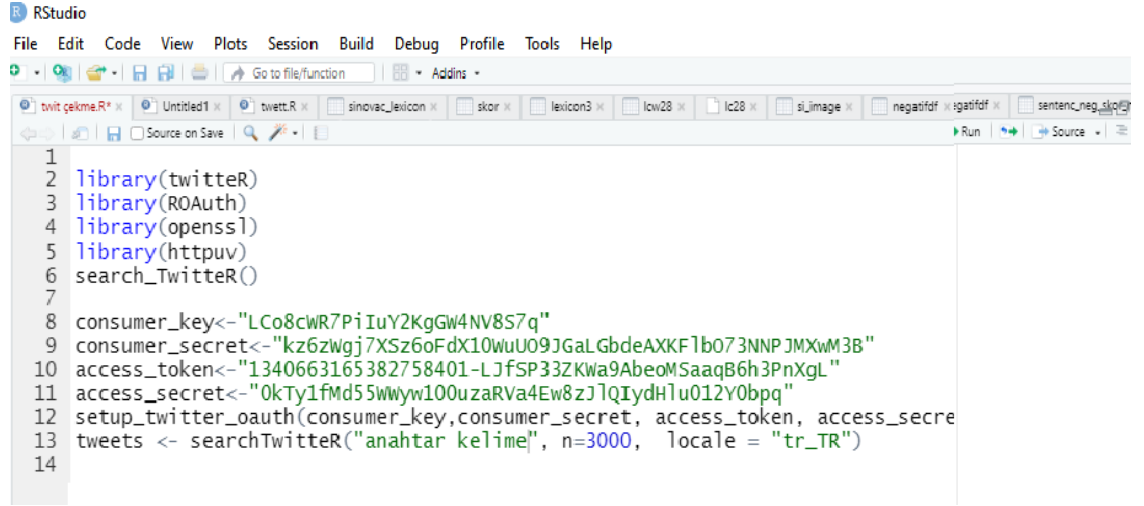 RStudio
File Edit Code View Plots Session Build Debug Profile Tools Help
Go to file/function Addins
twit çekme.R* Untitled1 twett.R sinovac_lexicon skor lexicon3 lcw28 lc28 si_image negatifdf egatifdf sentenc_neg_skor
Source on Save Run Source
1
2 library(twitteR)
3 library(ROAuth)
4 library(openssl)
5 library(httpuv)
6 search_TwitteR()
7
8 consumer_key<-"LCo8cWR7PiIuY2KgGW4NV8S7q"
9 consumer_secret<-"kz6zWgj7XSz6oFdX10WuUO9JGaLGbdeAXKFlbO73NNPJMXwM3B"
10 access_token<-"1340663165382758401-LJfSP33ZKWa9AbeoMSaaqB6h3PnXgL"
11 access_secret<-"0kTy1fMd55WWyw10OuzaRVa4Ew8zJlQIydHlu012Y0bpq"
12 setup_twitter_oauth(consumer_key,consumer_secret, access_token, access_secre
13 tweets <- searchTwitteR("anahtar kelime", n=3000, locale = "tr_TR")
14